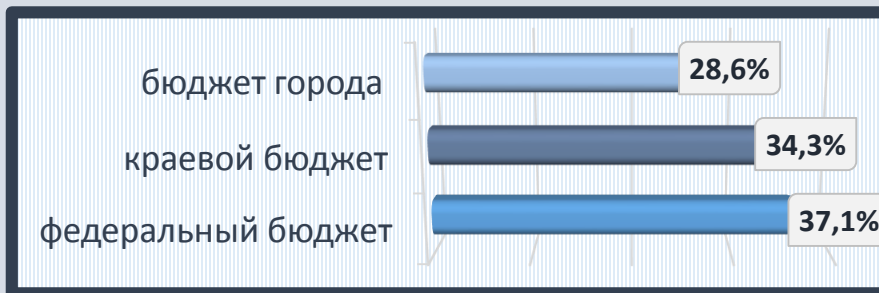 бюджет города 28,6%
краевой бюджет 34,3%
федеральный бюджет 37,1%